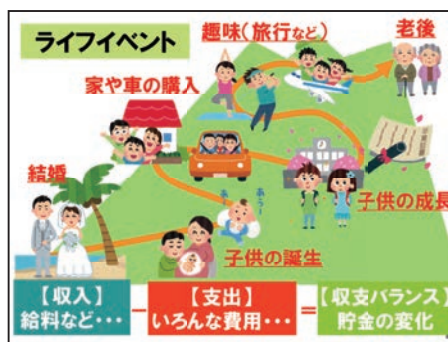 ライフイベント
趣味(旅行など)
老後
家や車の購入
結婚
あ〜
あう〜
子供の成長
子供の誕生
【収入】
給料など・・・
−
【支出】
いろんな費用・・・
=
【収支バランス】
貯金の変化